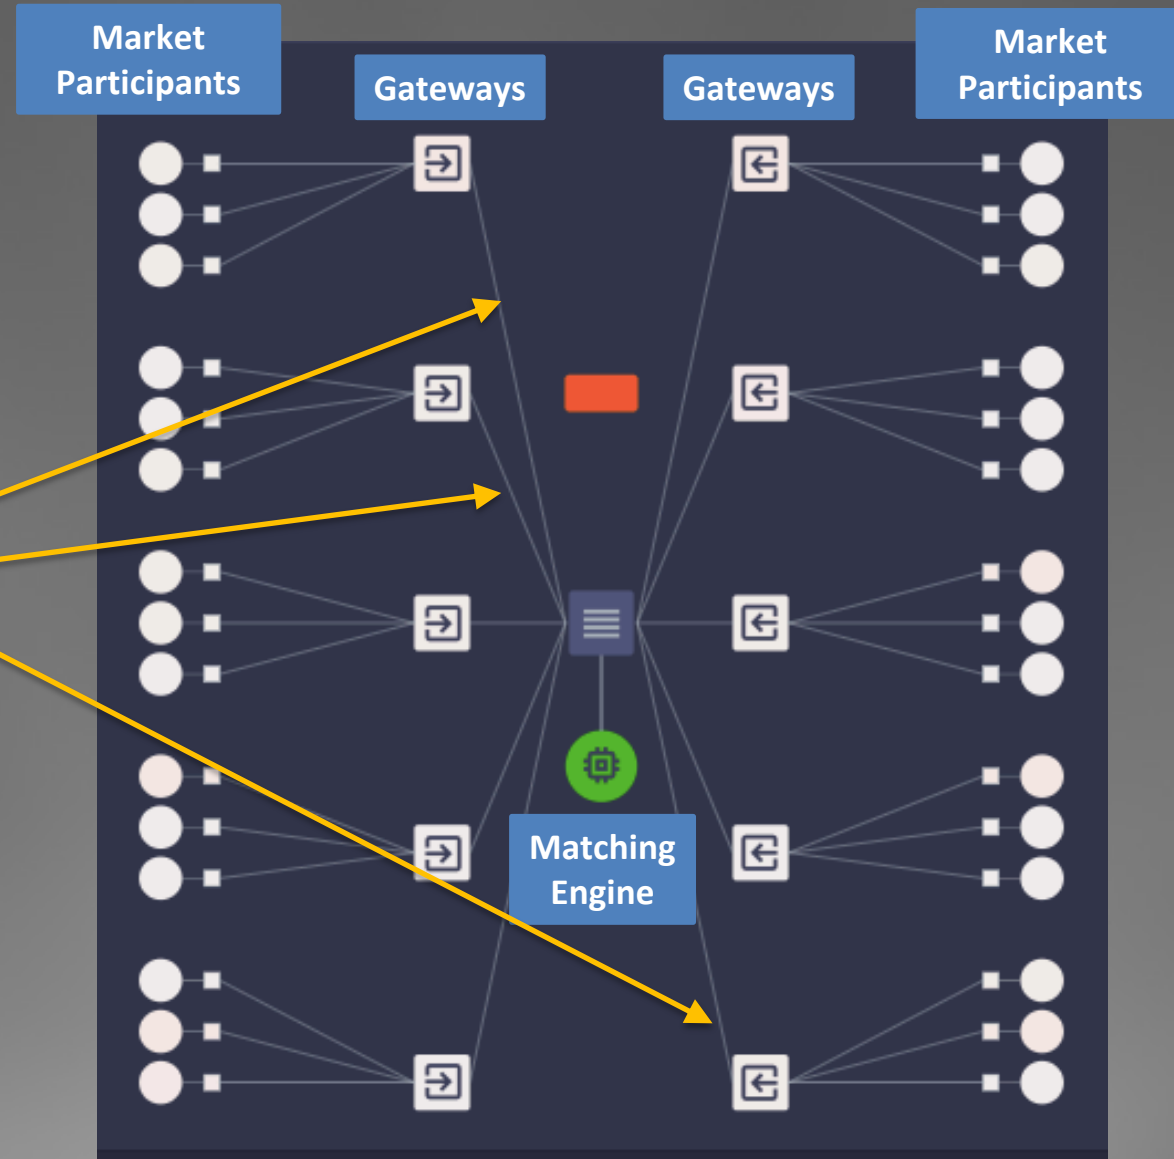 Market
Participants
Gateways
Gateways
Market
Participants
Matching
Engine